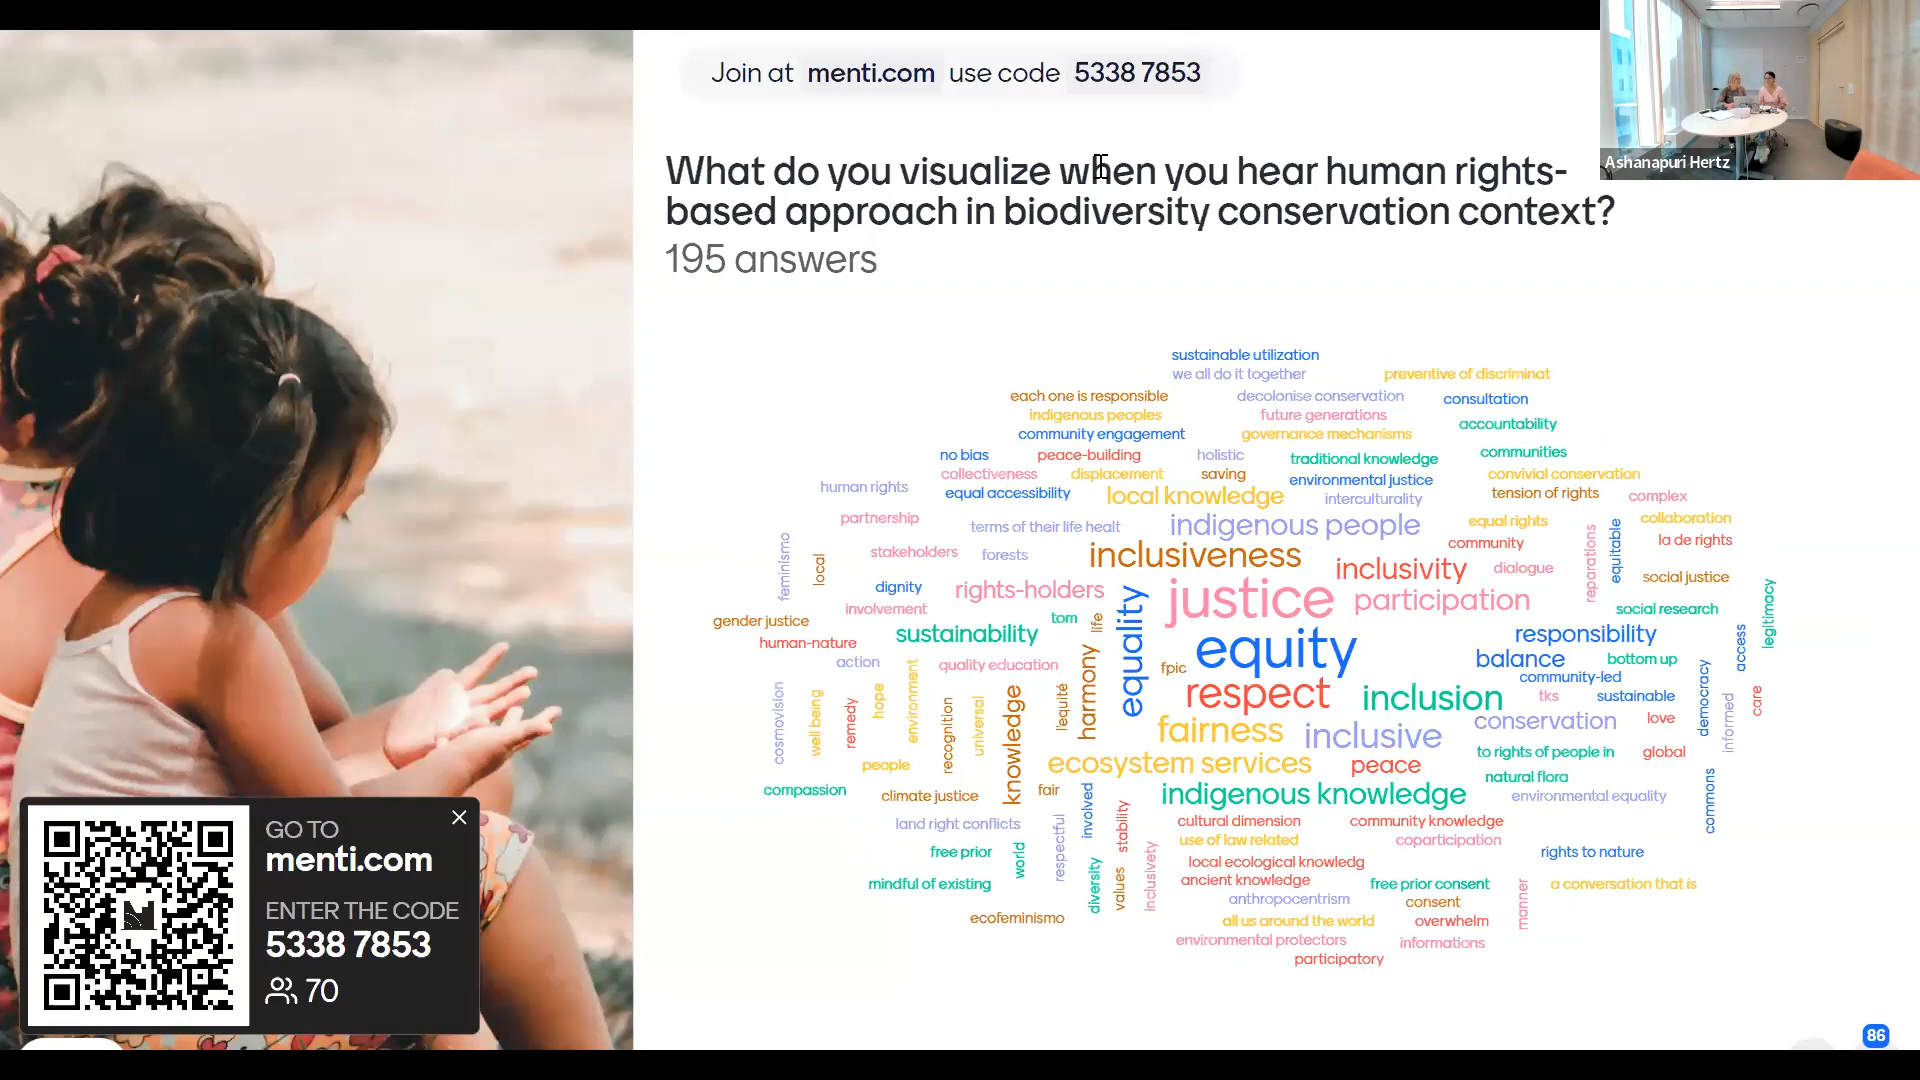 Join at menti.com use code 5338 7853
Ashanapuri Hertz
What do you visualize when you hear human rights-
based approach in biodiversity conservation context?
195 answers
sustainable utilization
we all do it together
preventive of discriminat
each one is responsible
decolonise conservation
consultation
indigenous peoples
future generations
accountability
community engagement
governance mechanisms
no bias
peace-building
holistic
traditional knowledge
communities
collectiveness
displacement
saving
environmental justice
convivial conservation
human rights
equal accessibility
local knowledge
interculturality
tension of rights
complex
partnership
terms of their life healt
indigenous people
equal rights
collaboration
feminismo
local
stakeholders
forests
inclusiveness
inclusivity
community
dialogue
reparations
equitable
la de rights
dignity
rights-holders
justice
participation
social justice
legitimacy
gender justice
involvement
tom
life
equality
social research
human-nature
sustainability
equity
responsibility
access
action
quality education
harmony
fpic
balance
bottom up
community-led
cosmovision
well being
remedy
hope
environment
recognition
universal
knowledge
lequité
respect
inclusion
tks
sustainable
democracy
informed
care
people
fairness
inclusive
conservation
love
ecosystem services
peace
to rights of people in
global
natural flora
compassion
climate justice
fair
involved
stability
indigenous knowledge
environmental equality
commons
land right conflicts
respectful
cultural dimension
community knowledge
free prior
world
use of law related
coparticipation
rights to nature
mindful of existing
diversity
values
inclusivety
local ecological knowledg
ancient knowledge
free prior consent
manner
a conversation that is
anthropocentrism
consent
ecofeminismo
all us around the world
overwhelm
environmental protectors
informations
participatory
GO TO
menti.com
ENTER THE CODE
5338 7853
70
86